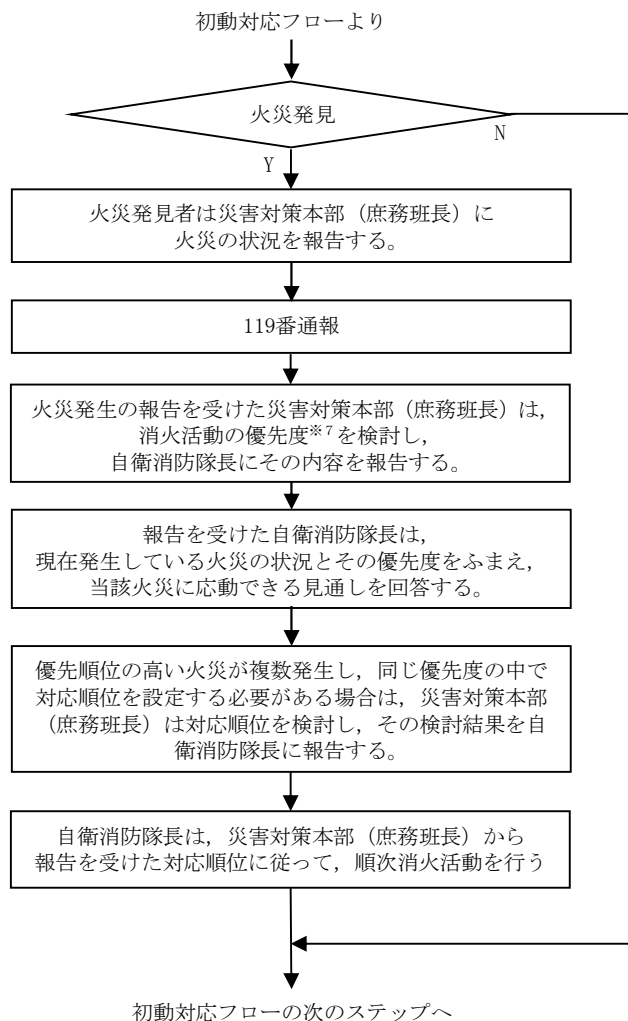 初動対応フローより
火災発見
N
Y
火災発見者は災害対策本部（庶務班長）に
火災の状況を報告する。
119番通報
火災発生の報告を受けた災害対策本部（庶務班長）は，
消火活動の優先度※7を検討し，
自衛消防隊長にその内容を報告する。
報告を受けた自衛消防隊長は，
現在発生している火災の状況とその優先度をふまえ，
当該火災に応動できる見通しを回答する。
優先順位の高い火災が複数発生し，同じ優先度の中で
対応順位を設定する必要がある場合は，災害対策本部
（庶務班長）は対応順位を検討し，その検討結果を自
衛消防隊長に報告する。
自衛消防隊長は，災害対策本部（庶務班長）から
報告を受けた対応順位に従って，順次消火活動を行う
初動対応フローの次のステップへ